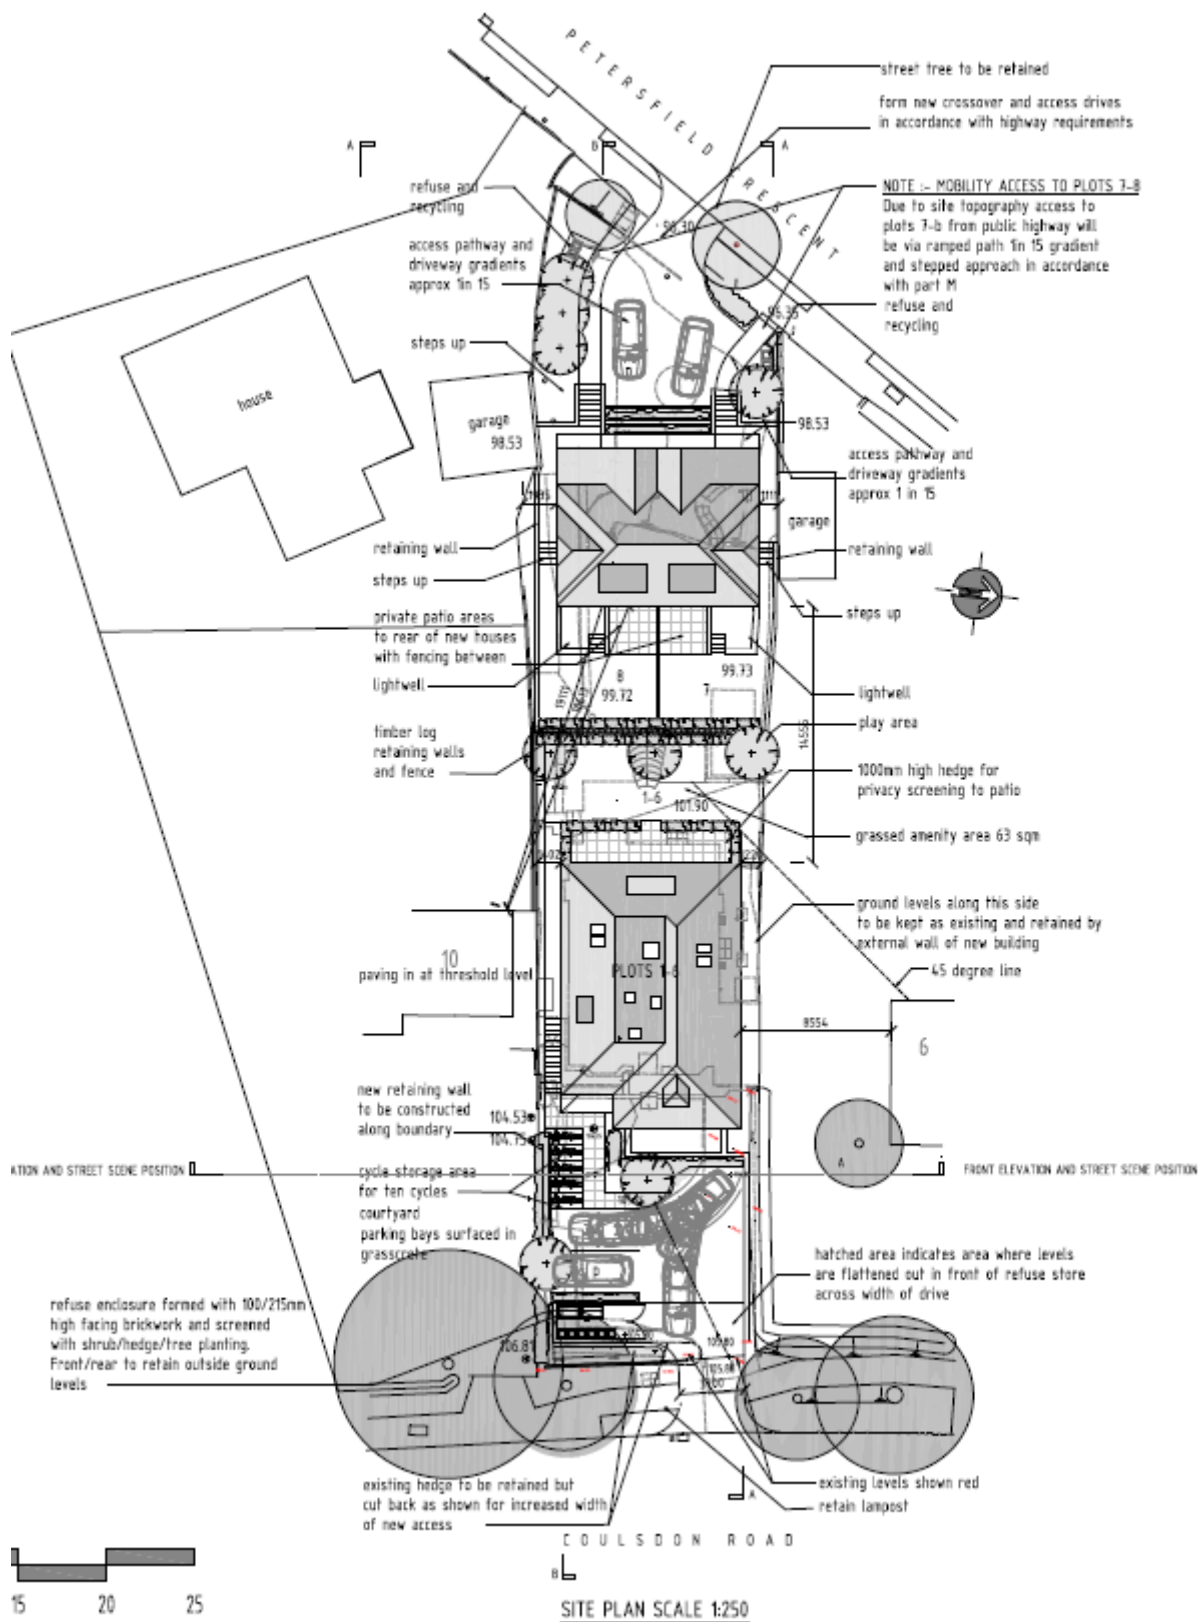 PETERSFIELD CRESCENT
street tree to be retained
form new crossover and access drives
in accordance with highway requirements
A
B
A
refuse and
recycling
NOTE :- MOBILITY ACCESS TO PLOTS 7-8
Due to site topography access to
plots 7-b from public highway will
be via ramped path 1in 15 gradient
and stepped approach in accordance
with part M
refuse and
recycling
access pathway and
driveway gradients
approx 1in 15
steps up
house
garage
98.53
98.53
access pathway and
driveway gradients
approx 1 in 15
garage
retaining wall
retaining wall
steps up
steps up
private patio areas
to rear of new houses
with fencing between
lightwell
8
99.72
99.73
7
lightwell
14555
play area
timber log
retaining walls
and fence
1000mm high hedge for
privacy screening to patio
1-6
101.90
grassed amenity area 63 sqm
ground levels along this side
to be kept as existing and retained by
external wall of new building
10
paving in at threshold level
PLOTS 1-6
45 degree line
8554
6
new retaining wall
to be constructed
along boundary
104.53
104.75
A
ATION AND STREET SCENE POSITION
FRONT ELEVATION AND STREET SCENE POSITION
cycle storage area
for ten cycles
courtyard
parking bays surfaced in
grasscrete
hatched area indicates area where levels
are flattened out in front of refuse store
across width of drive
refuse enclosure formed with 100/215mm
high facing brickwork and screened
with shrub/hedge/tree planting.
Front/rear to retain outside ground
levels
106.81
105.80
existing hedge to be retained but
cut back as shown for increased width
of new access
existing levels shown red
A
retain lampost
COULSDON ROAD
B
15 20 25
SITE PLAN SCALE 1:250